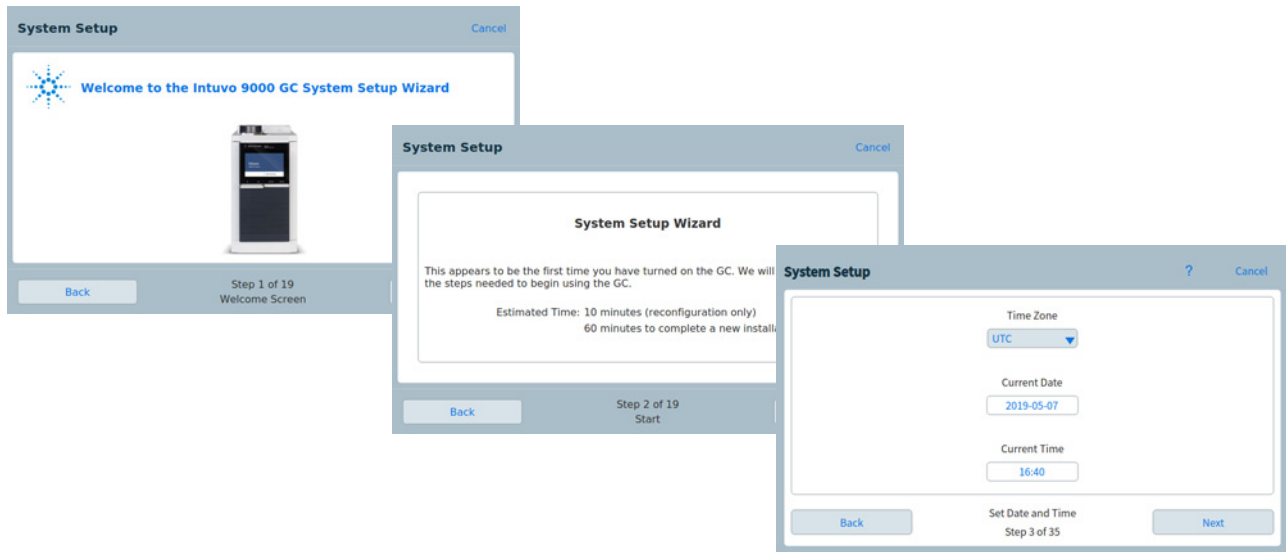 System Setup
Cancel
Welcome to the Intuvo 9000 GC System Setup Wizard
Back
Step 1 of 19
Welcome Screen
System Setup
Cancel
System Setup Wizard
This appears to be the first time you have turned on the GC. We will
the steps needed to begin using the GC.
Estimated Time: 10 minutes (reconfiguration only)
60 minutes to complete a new
Back
Step 2 of 19
Start
System Setup
?
Cancel
Time Zone
UTC
Current Date
2019-05-07
Current Time
16:40
Back
Set Date and Time
Step 3 of 35
Next